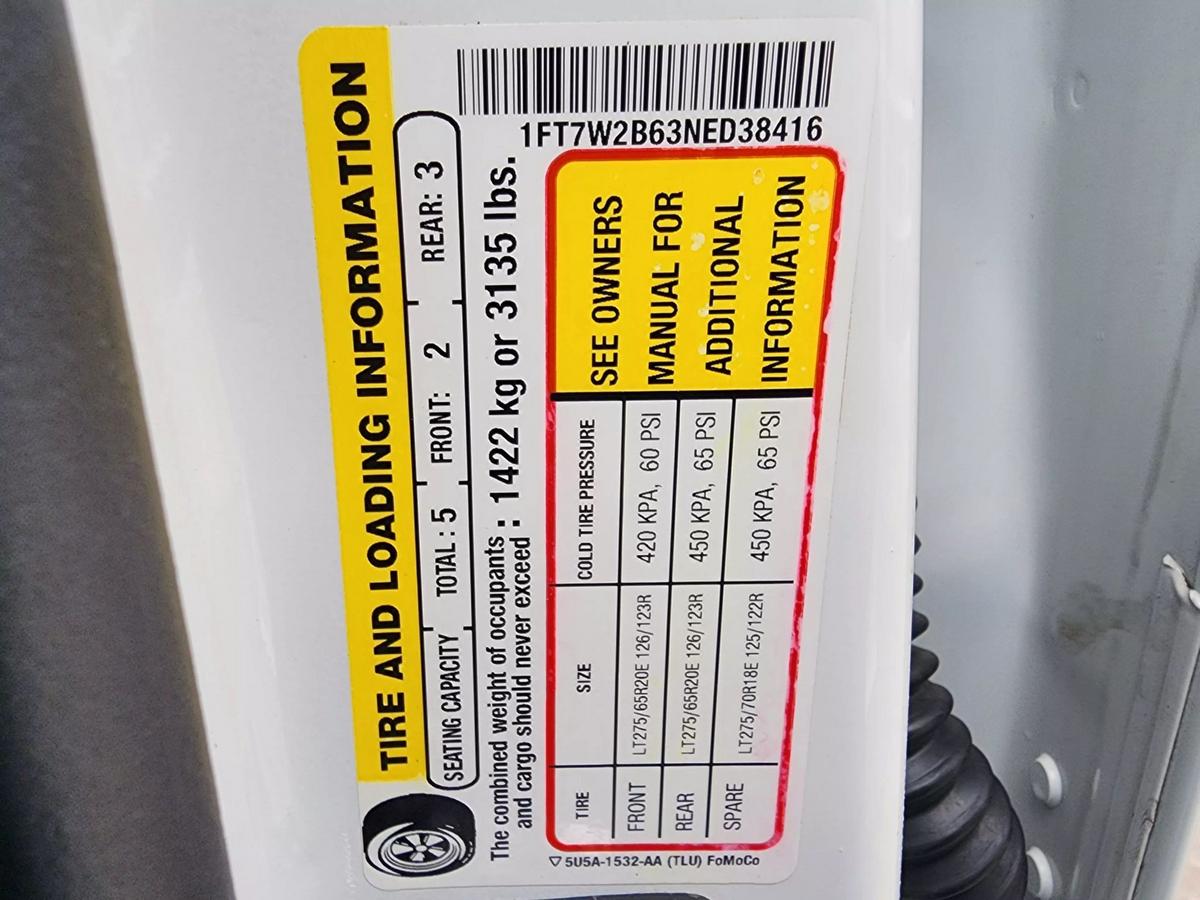 TIRE AND LOADING INFORMATION
SEATING CAPACITY TOTAL : 5 FRONT: 2 REAR: 3
The combined weight of occupants
and cargo should never exceed : 1422 kg or 3135 lbs.
1FT7W2B63NED38416
TIRE SIZE COLD TIRE PRESSURE
FRONT LT275/65R20E 126/123R 420 KPA, 60 PSI
REAR LT275/65R20E 126/123R 450 KPA, 65 PSI
SPARE LT275/70R18E 125/122R 450 KPA, 65 PSI
SEE OWNERS
MANUAL FOR
ADDITIONAL
INFORMATION
5U5A-1532-AA (TLU) FoMoCo